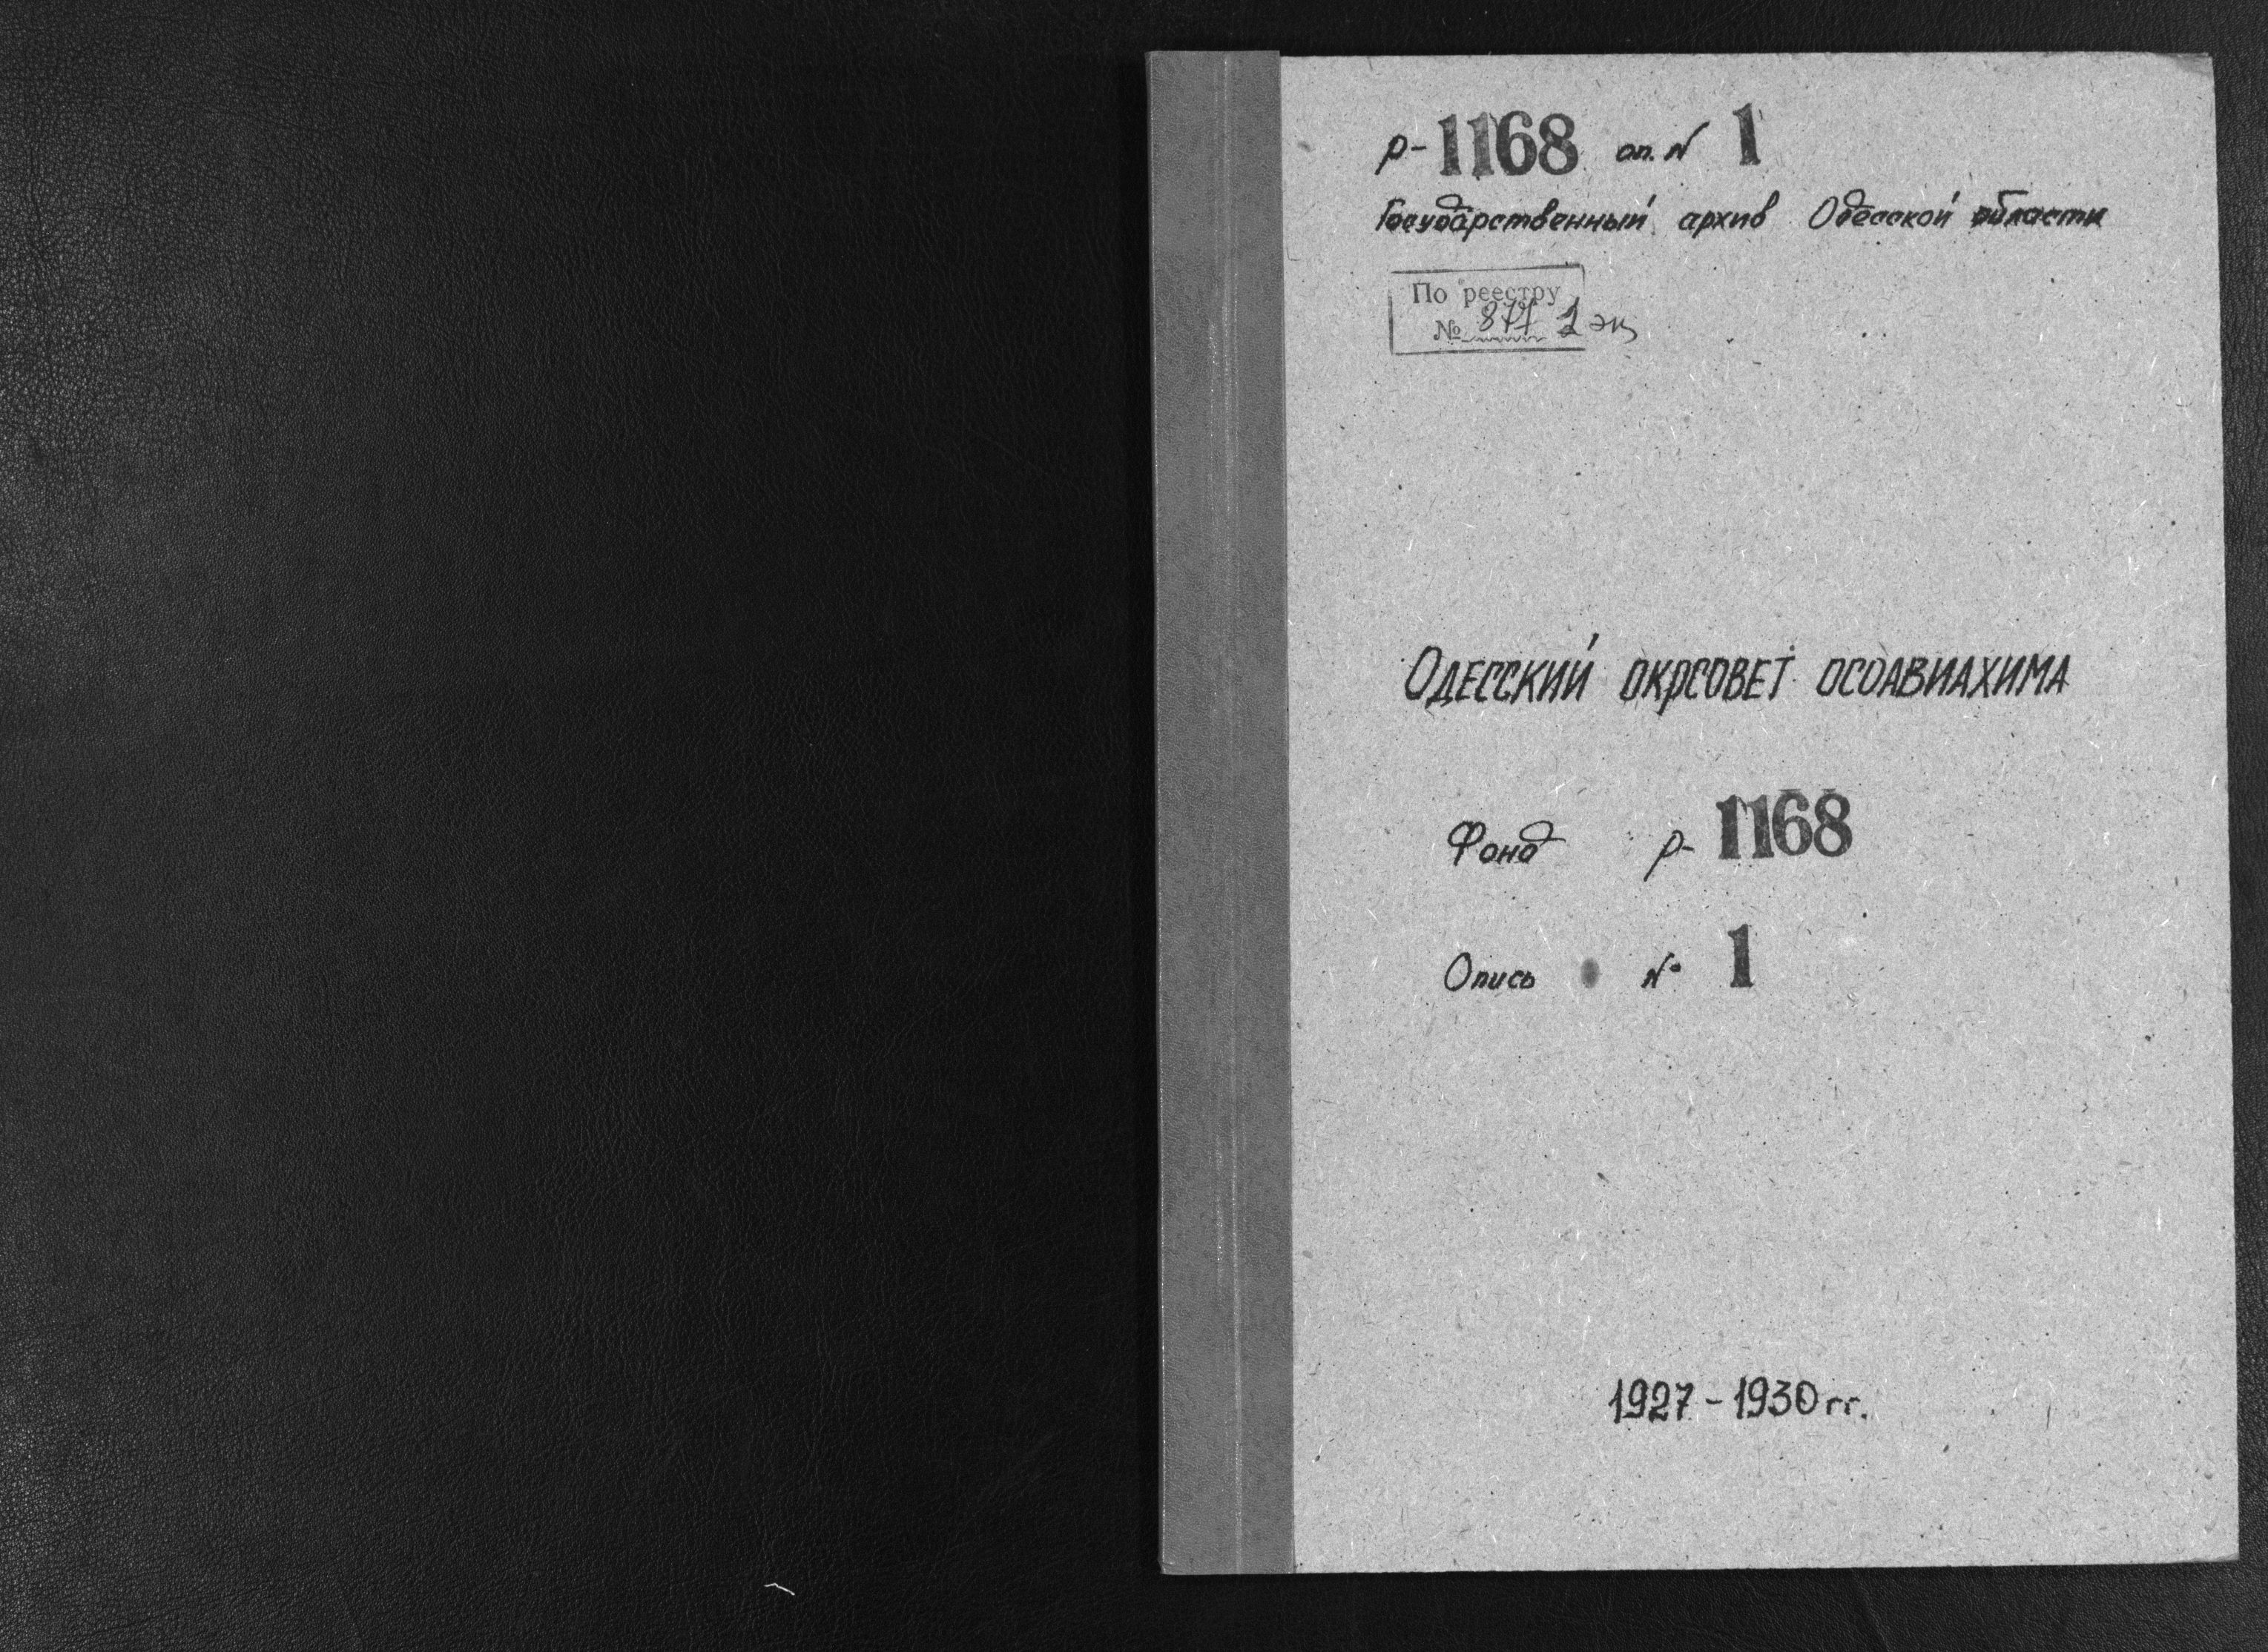 р-1168 оп. N 1
Государственный архив Одесской области
По реестру
№ 871 1 эк
Одесский окрсовет осоавиахима
Фонд р-1168
Опись № 1
1927-1930 гг.